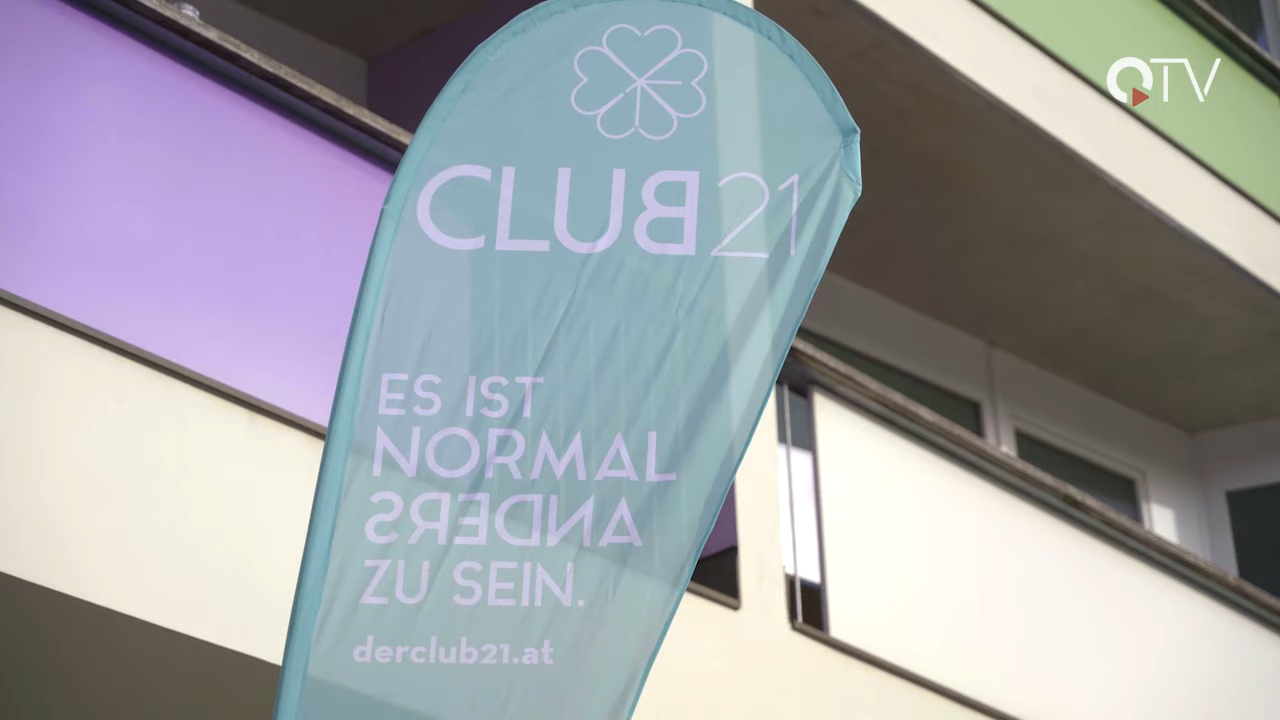 QTV
CLUB21
ES IST
NORMAL
ANDERS
ZU SEIN.
derclub21.at